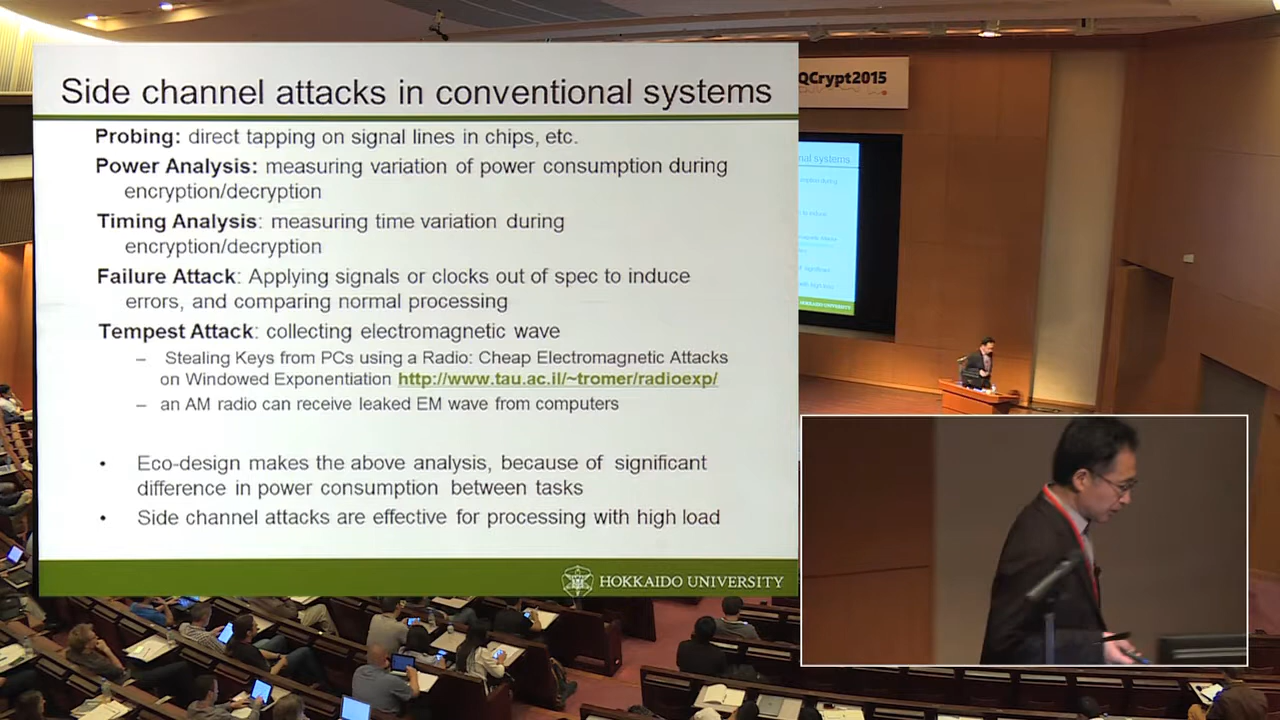 Side channel attacks in conventional systems
Probing: direct tapping on signal lines in chips, etc.
Power Analysis: measuring variation of power consumption during
encryption/decryption
Timing Analysis: measuring time variation during
encryption/decryption
Failure Attack: Applying signals or clocks out of spec to induce
errors, and comparing normal processing
Tempest Attack: collecting electromagnetic wave
– Stealing Keys from PCs using a Radio: Cheap Electromagnetic Attacks
on Windowed Exponentiation http://www.tau.ac.il/~tromer/radioexp/
– an AM radio can receive leaked EM wave from computers
• Eco-design makes the above analysis, because of significant
difference in power consumption between tasks
• Side channel attacks are effective for processing with high load
HOKKAIDO UNIVERSITY
QCrypt2015
nal systems
HOKKAIDO UNIVERSITY